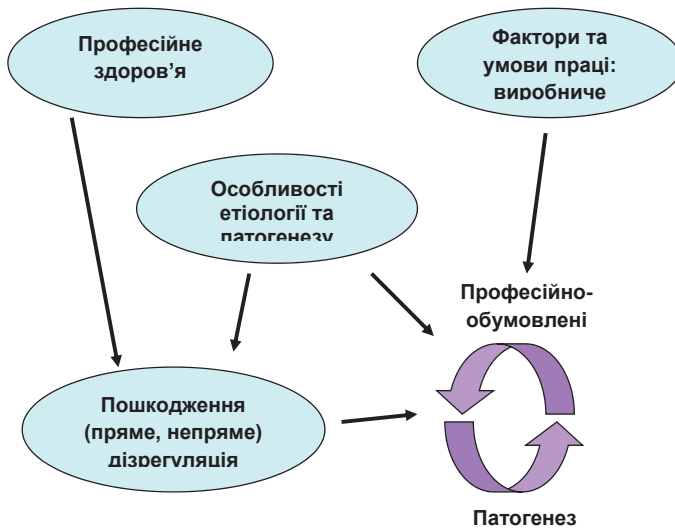 Професійне
здоров’я
Фактори та
умови праці:
виробниче
Особливості
етіології та
патогенезу
Професійно-
обумовлені
Пошкодження
(пряме, непряме)
дізрегуляція
Патогенез